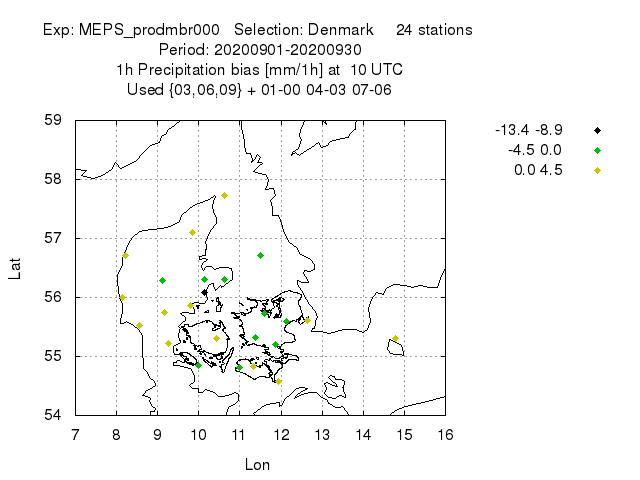 Exp: MEPS_prodmbr000 Selection: Denmark 24 stations
Period: 20200901-20200930
1h Precipitation bias [mm/1h] at 10 UTC
Used {03,06,09} + 01-00 04-03 07-06
-13.4 -8.9
-4.5 0.0
0.0 4.5
59
58
57
56
55
54
Lat
7 8 9 10 11 12 13 14 15 16
Lon